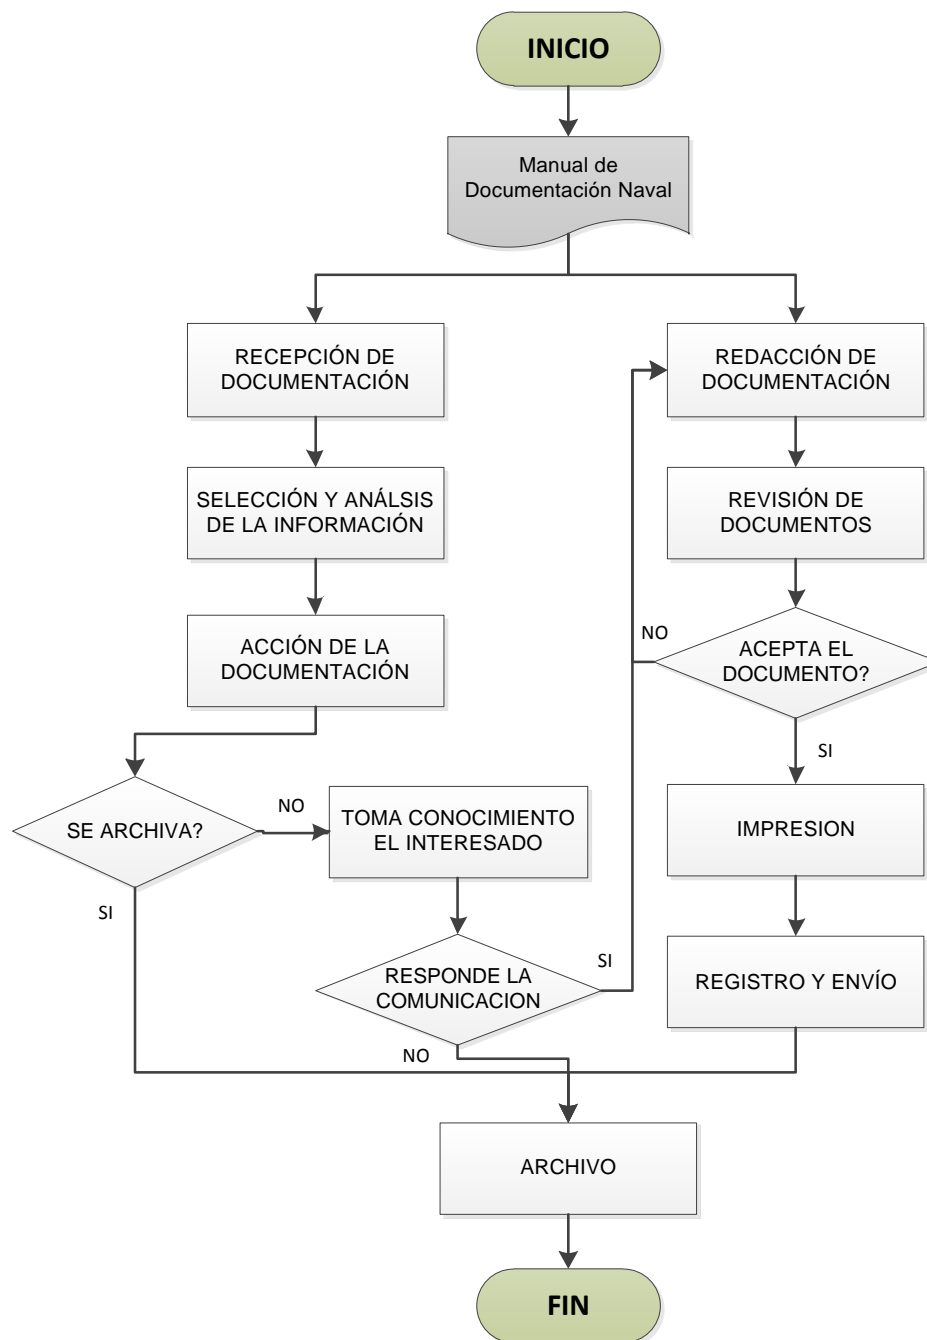 INICIO
Manual de
Documentación Naval
RECEPCIÓN DE
DOCUMENTACIÓN
REDACCIÓN DE
DOCUMENTACIÓN
SELECCIÓN Y ANÁLSIS
DE LA INFORMACIÓN
REVISIÓN DE
DOCUMENTOS
ACCIÓN DE LA
DOCUMENTACIÓN
NO
ACEPTA EL
DOCUMENTO?
SI
SE ARCHIVA?
NO
TOMA CONOCIMIENTO
EL INTERESADO
IMPRESION
SI
RESPONDE LA
COMUNICACION
SI
REGISTRO Y ENVÍO
NO
ARCHIVO
FIN